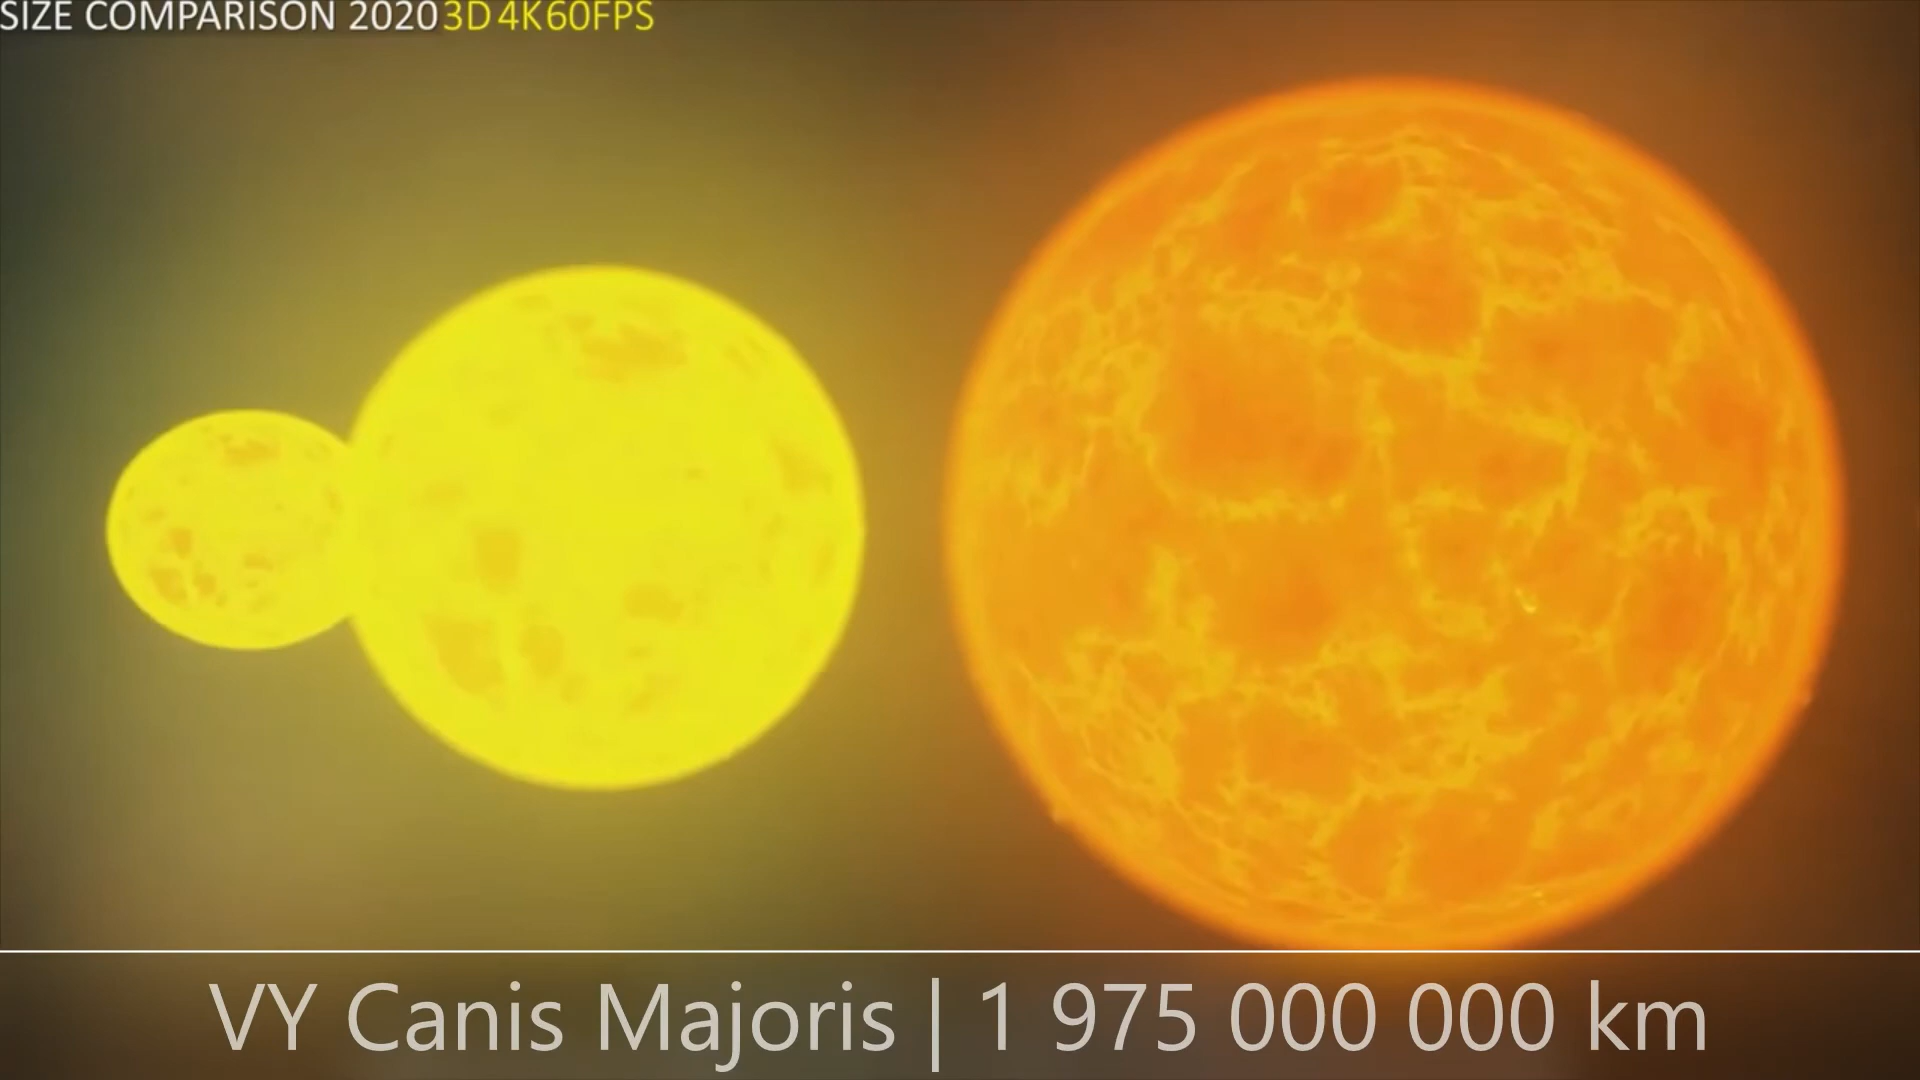 SIZE COMPARISON 2020 3D 4K60FPS
VY Canis Majoris | 1 975 000 000 km